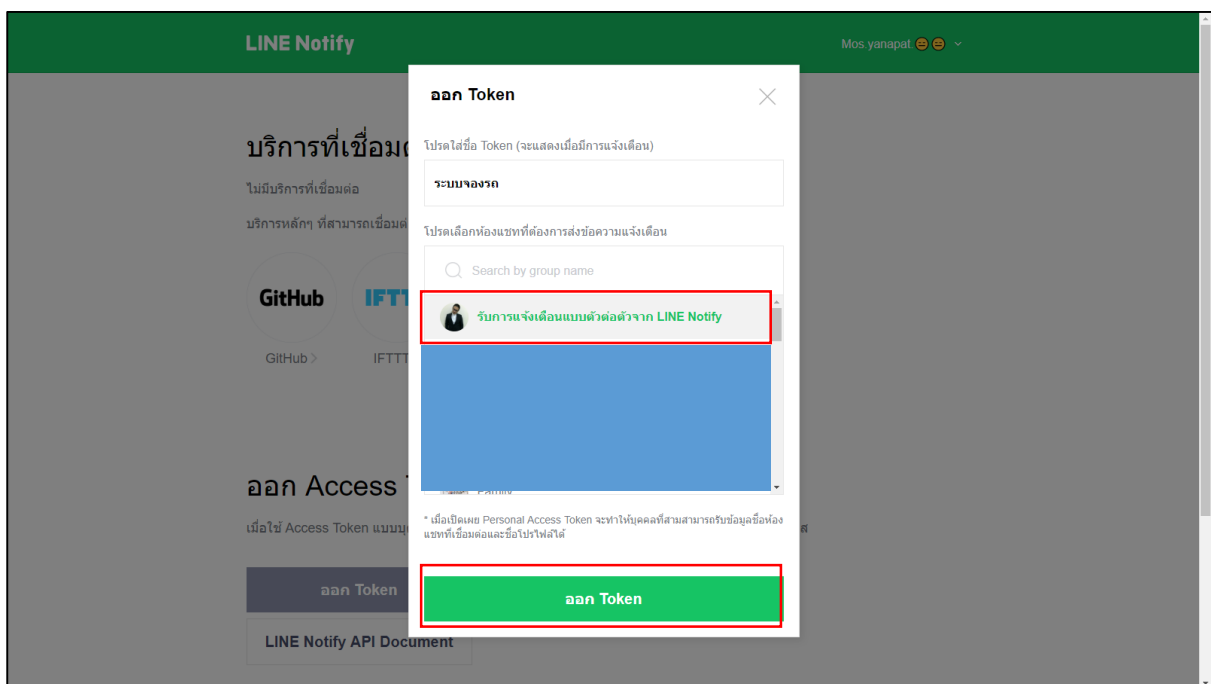 LINE Notify
Mos.yanapat.😑😑
ออก Token
บริการที่เชื่อมต
โปรดใส่ชื่อ Token (จะแสดงเมื่อมีการแจ้งเตือน)
ระบบจองรถ
ไม่มีบริการที่เชื่อมต่อ
บริการหลักๆ ที่สามารถเชื่อมต่
โปรดเลือกห้องแชทที่ต้องการส่งข้อความแจ้งเตือน
Search by group name
GitHub
IFTT
รับการแจ้งเตือนแบบตัวต่อตัวจาก LINE Notify
GitHub
IFTTT
Family
ออก Access
เมื่อใช้ Access Token แบบบุ
* เมื่อเปิดเผย Personal Access Token จะทำให้บุคคลที่สามสามารถรับข้อมูลชื่อห้อง
แชทที่เชื่อมต่อและชื่อโปรไฟล์ได้
ส
ออก Token
ออก Token
LINE Notify API Document